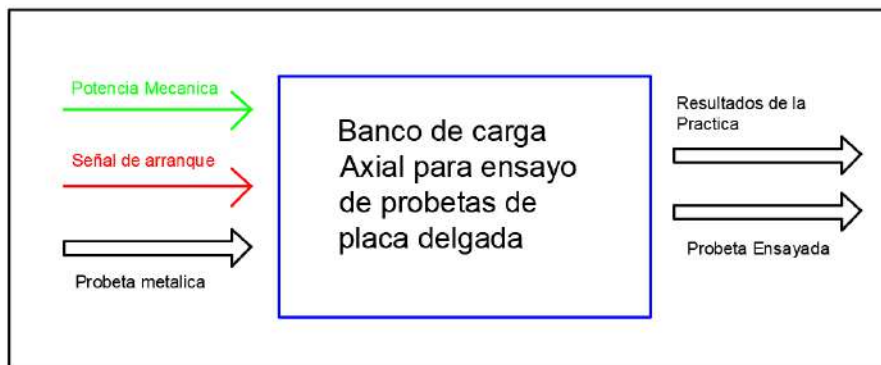 Potencia Mecanica
Señal de arranque
Probeta metalica
Banco de carga
Axial para ensayo
de probetas de
placa delgada
Resultados de la
Practica
Probeta Ensayada